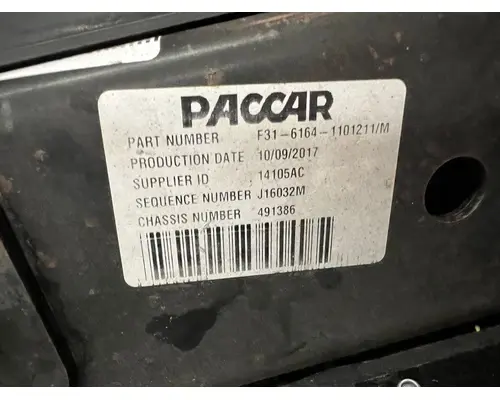 PACCAR
PART NUMBER F31-6164-1101211/M
PRODUCTION DATE 10/09/2017
SUPPLIER ID 14105AC
SEQUENCE NUMBER J16032M
CHASSIS NUMBER 491386